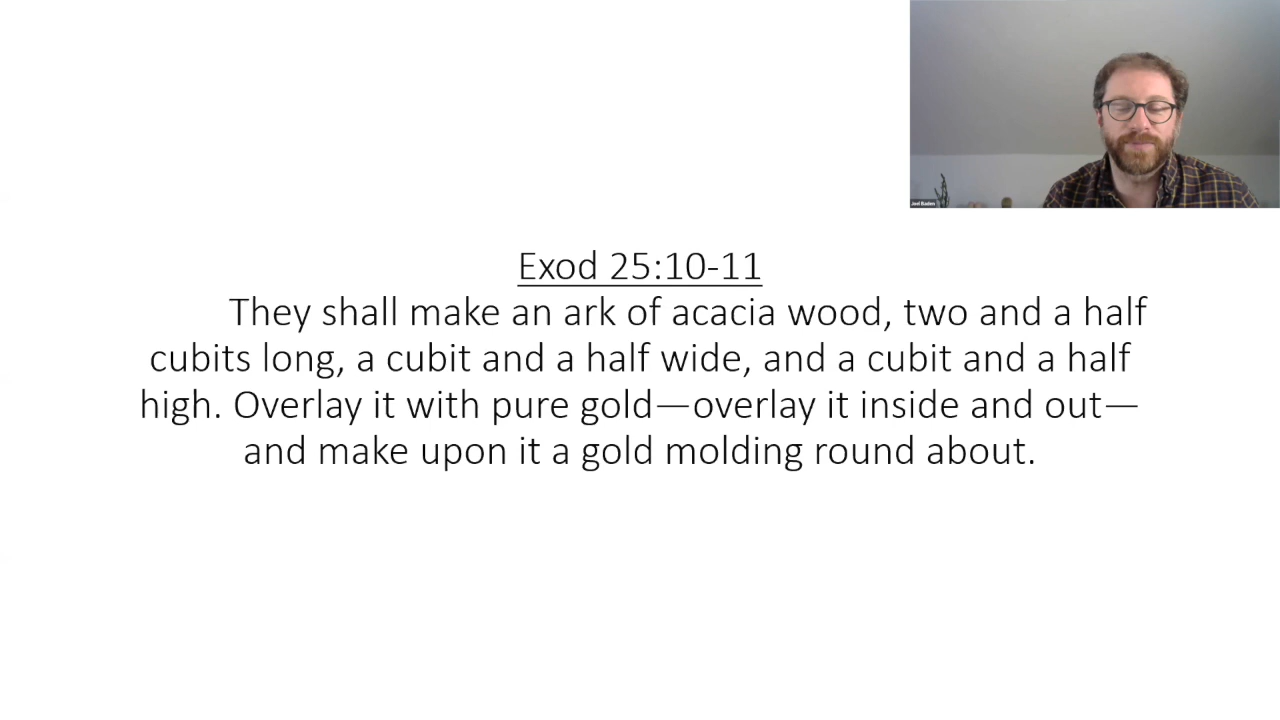 Joel Baden
Exod 25:10-11
They shall make an ark of acacia wood, two and a half
cubits long, a cubit and a half wide, and a cubit and a half
high. Overlay it with pure gold—overlay it inside and out—
and make upon it a gold molding round about.